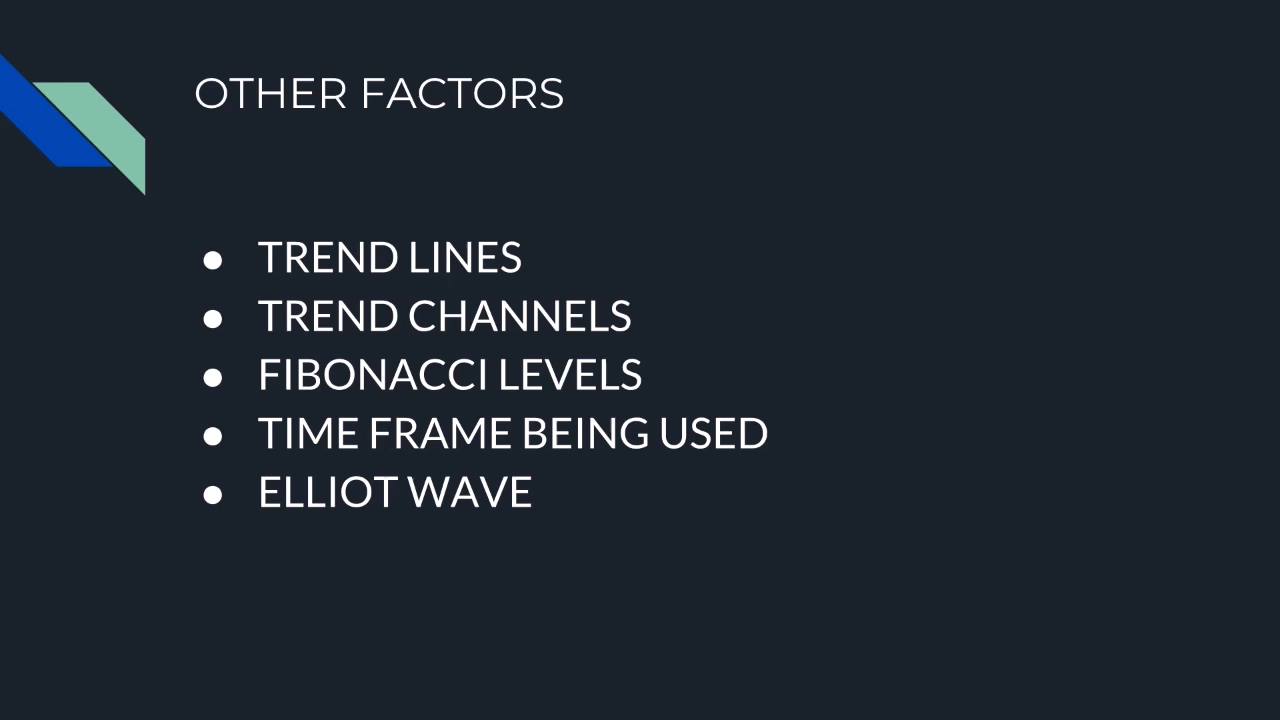 OTHER FACTORS
● TREND LINES
● TREND CHANNELS
● FIBONACCI LEVELS
● TIME FRAME BEING USED
● ELLIOT WAVE